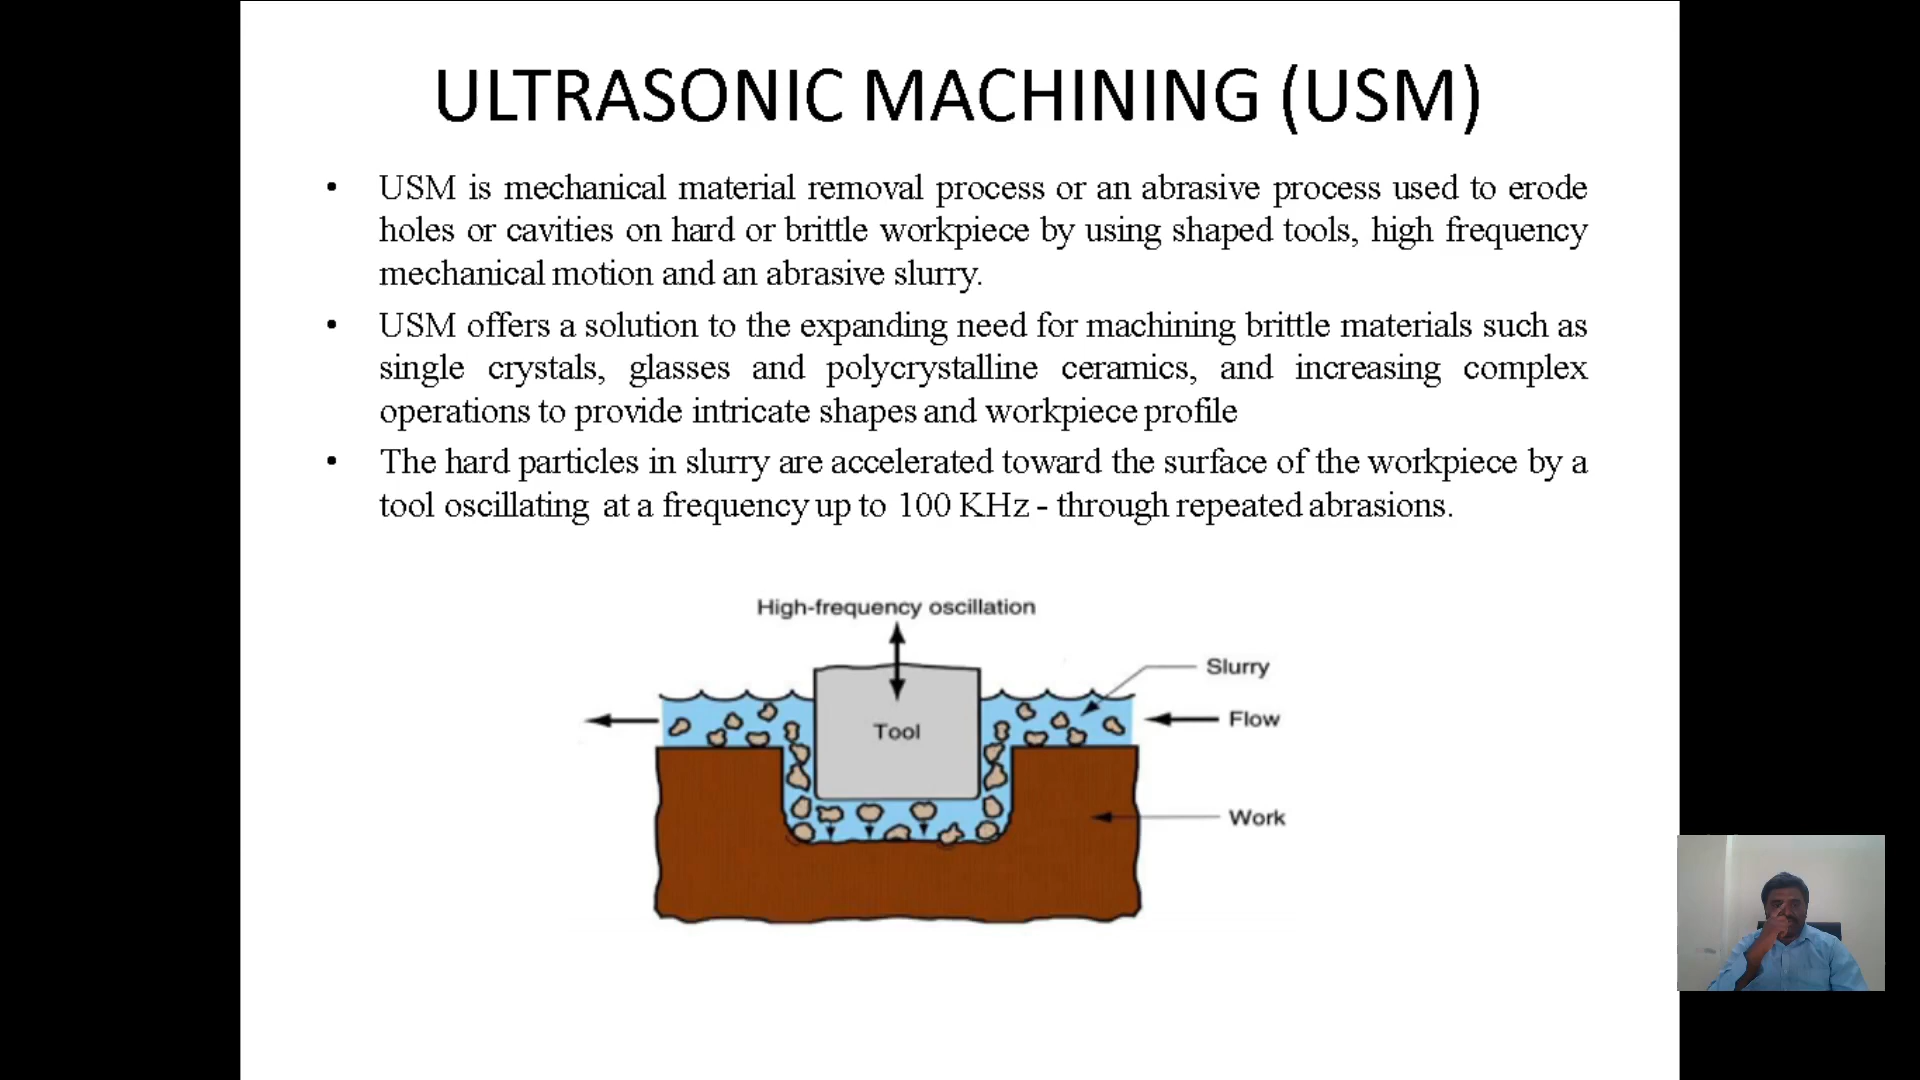 ULTRASONIC MACHINING (USM)
• USM is mechanical material removal process or an abrasive process used to erode
holes or cavities on hard or brittle workpiece by using shaped tools, high frequency
mechanical motion and an abrasive slurry.
• USM offers a solution to the expanding need for machining brittle materials such as
single crystals, glasses and polycrystalline ceramics, and increasing complex
operations to provide intricate shapes and workpiece profile
• The hard particles in slurry are accelerated toward the surface of the workpiece by a
tool oscillating at a frequency up to 100 KHz - through repeated abrasions.
High-frequency oscillation
Slurry
Flow
Tool
Work